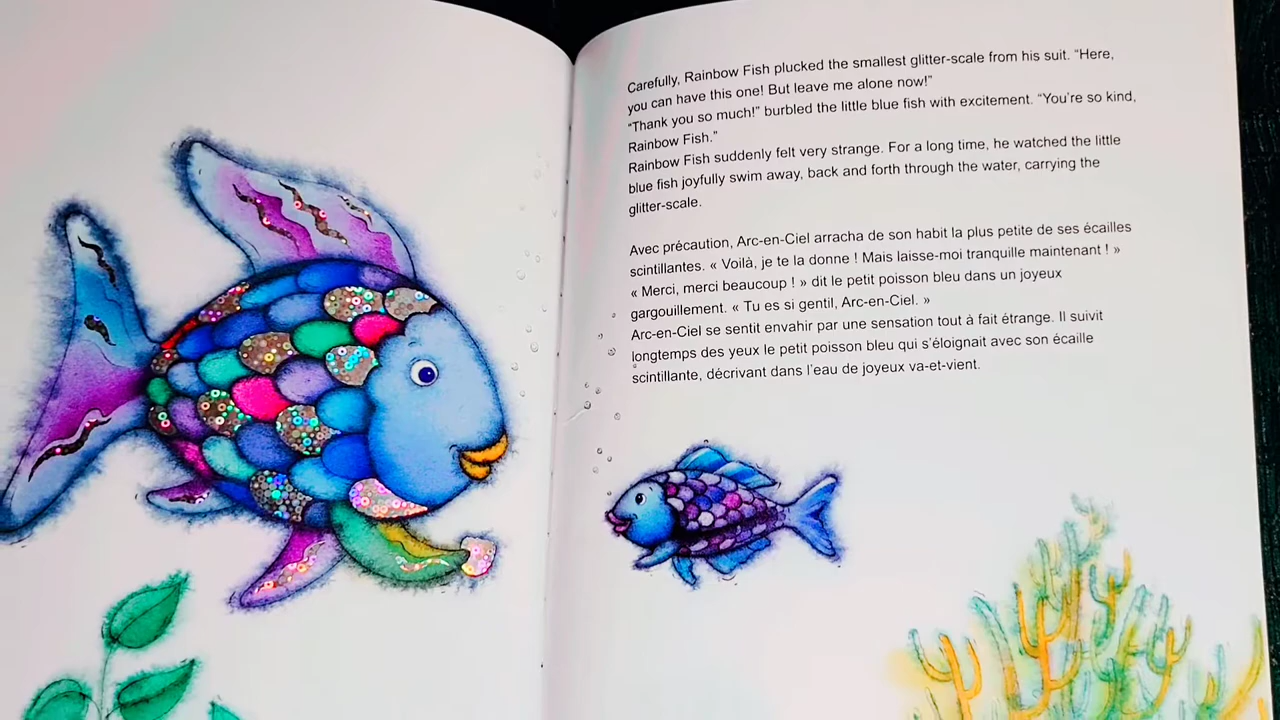 Carefully, Rainbow Fish plucked the smallest glitter-scale from his suit. “Here,
you can have this one! But leave me alone now!”
“Thank you so much!” burbled the little blue fish with excitement. “You’re so kind,
Rainbow Fish.”
Rainbow Fish suddenly felt very strange. For a long time, he watched the little
blue fish joyfully swim away, back and forth through the water, carrying the
glitter-scale.
Avec précaution, Arc-en-Ciel arracha de son habit la plus petite de ses écailles
scintillantes. « Voilà, je te la donne ! Mais laisse-moi tranquille maintenant ! »
« Merci, merci beaucoup ! » dit le petit poisson bleu dans un joyeux
gargouillement. « Tu es si gentil, Arc-en-Ciel. »
Arc-en-Ciel se sentit envahir par une sensation tout à fait étrange. Il suivit
longtemps des yeux le petit poisson bleu qui s’éloignait avec son écaille
scintillante, décrivant dans l’eau de joyeux va-et-vient.